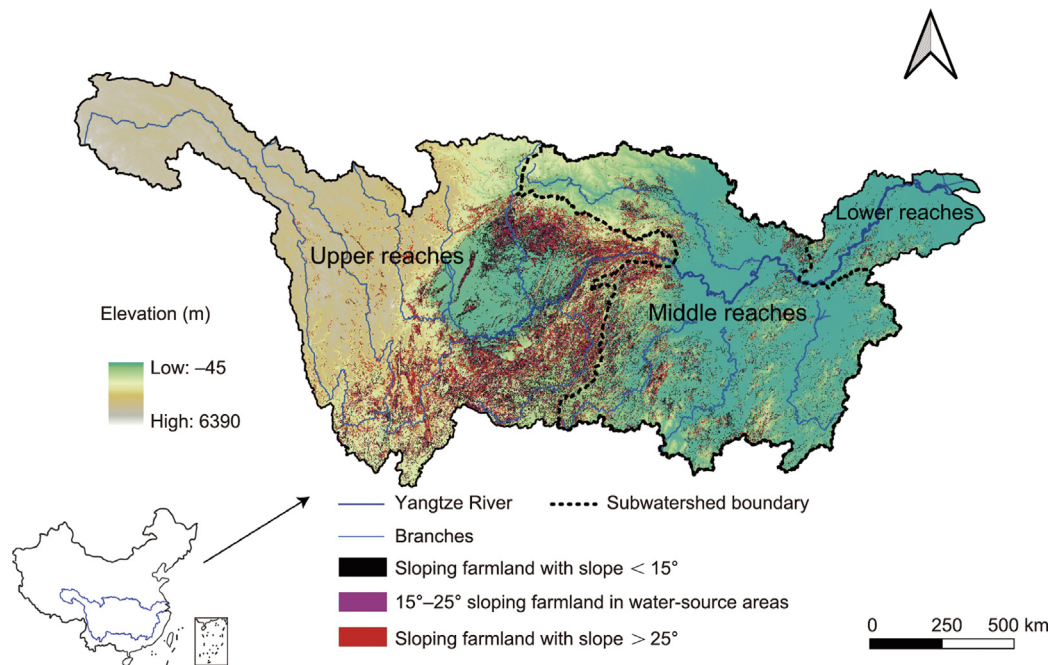 Lower reaches
Upper reaches
Middle reaches
Elevation (m)
Low: –45
High: 6390
Yangtze River
Subwatershed boundary
Branches
Sloping farmland with slope < 15°
15°–25° sloping farmland in water-source areas
Sloping farmland with slope > 25°
0 250 500 km